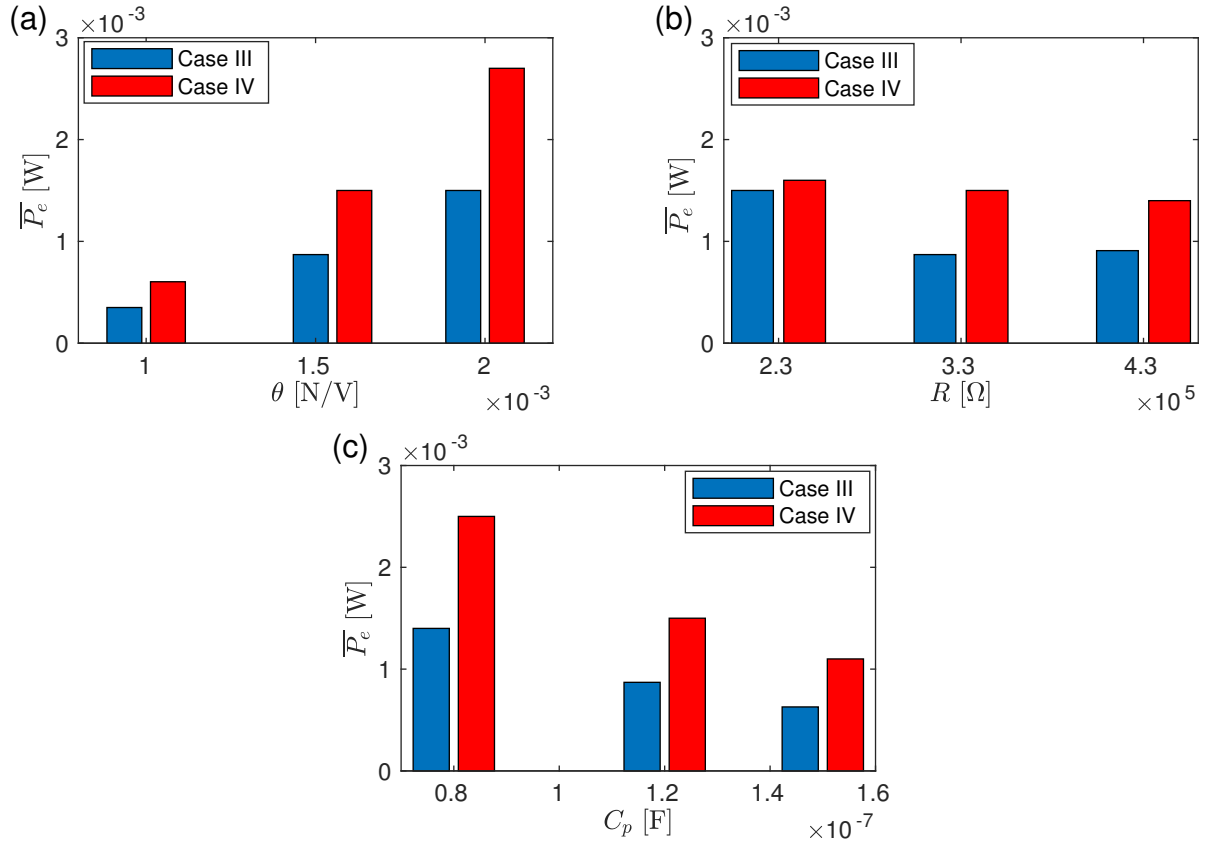 (a)
×10⁻³
3
2
1
0
P̅ₑ [W]
Case III
Case IV
1
1.5
2
θ [N/V]
×10⁻³
(b)
×10⁻³
3
2
1
0
P̅ₑ [W]
Case III
Case IV
2.3
3.3
4.3
R [Ω]
×10⁵
(c)
×10⁻³
3
2
1
0
P̅ₑ [W]
Case III
Case IV
0.8
1
1.2
1.4
1.6
Cₚ [F]
×10⁻⁷